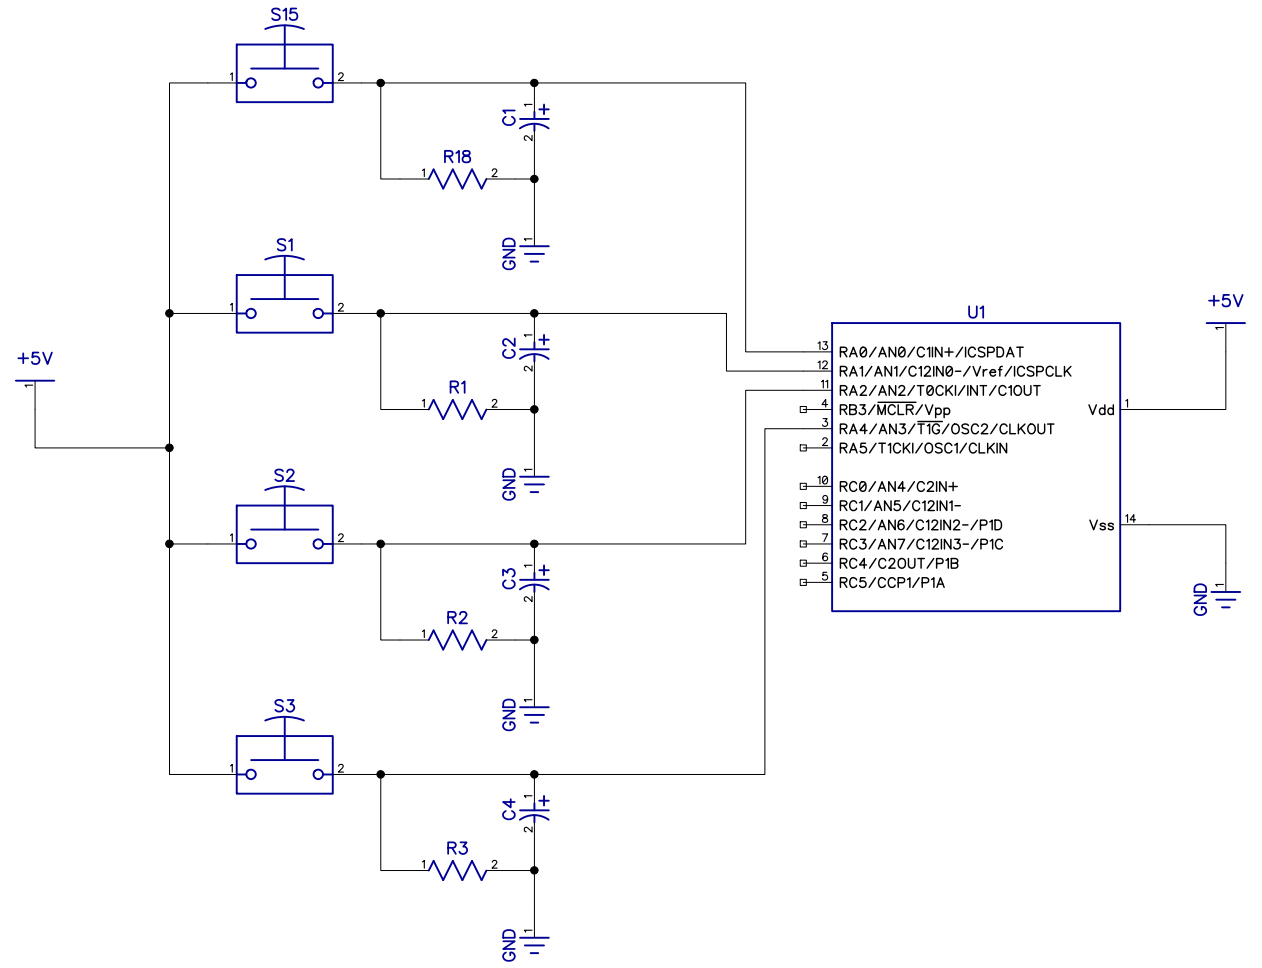 S15
1 2
C1
1 +
2
R18
1 2
1
GND
S1
1 2
C2
1 +
2
R1
1 2
1
GND
+5V
1
S2
1 2
C3
1 +
2
R2
1 2
1
GND
S3
1 2
C4
1 +
2
R3
1 2
1
GND
U1
13 RA0/AN0/C1IN+/ICSPDAT
12 RA1/AN1/C12IN0-/Vref/ICSPCLK
11 RA2/AN2/T0CKI/INT/C1OUT
4 RB3/MCLR/Vpp
3 RA4/AN3/T1G/OSC2/CLKOUT
2 RA5/T1CKI/OSC1/CLKIN
10 RC0/AN4/C2IN+
9 RC1/AN5/C12IN1-
8 RC2/AN6/C12IN2-/P1D
7 RC3/AN7/C12IN3-/P1C
6 RC4/C2OUT/P1B
5 RC5/CCP1/P1A
Vdd 1
Vss 14
+5V
1
1
GND